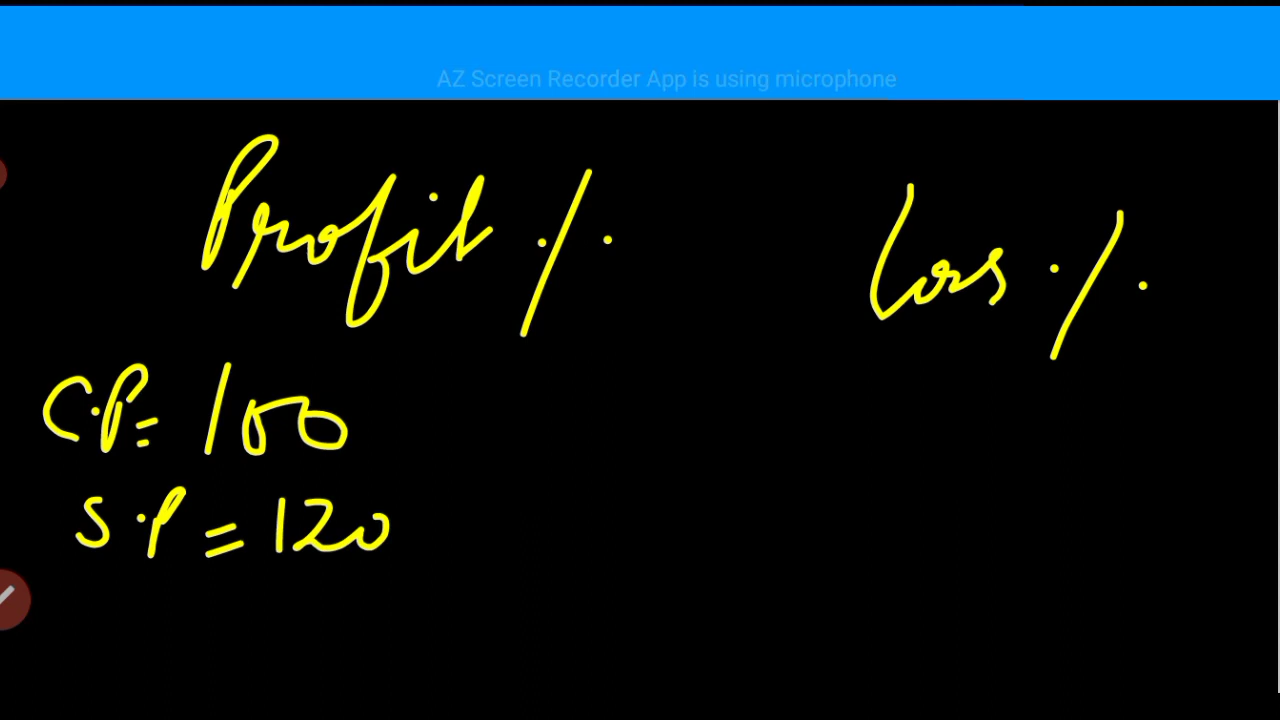 AZ Screen Recorder App is using microphone
Profit % Loss %
C.P= 100
S.P = 120